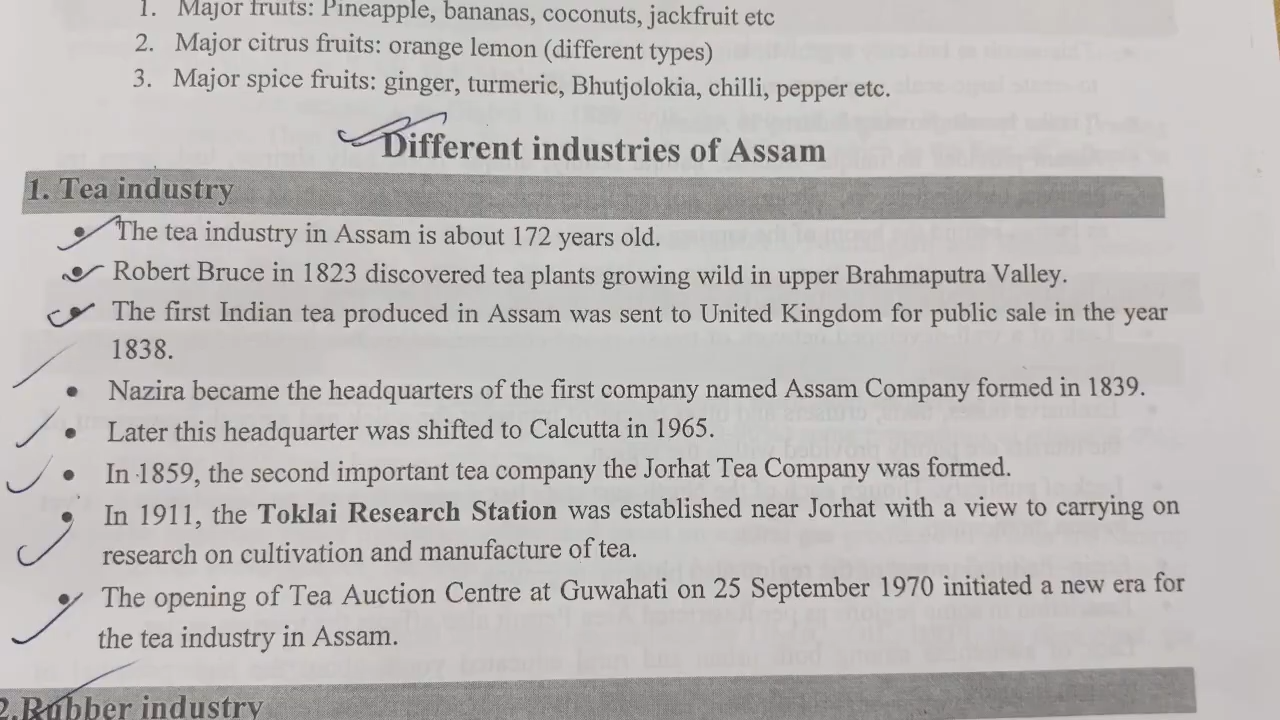 1. Major fruits: Pineapple, bananas, coconuts, jackfruit etc
2. Major citrus fruits: orange lemon (different types)
3. Major spice fruits: ginger, turmeric, Bhutjolokia, chilli, pepper etc.
Different industries of Assam
1. Tea industry
• The tea industry in Assam is about 172 years old.
• Robert Bruce in 1823 discovered tea plants growing wild in upper Brahmaputra Valley.
• The first Indian tea produced in Assam was sent to United Kingdom for public sale in the year
1838.
• Nazira became the headquarters of the first company named Assam Company formed in 1839.
• Later this headquarter was shifted to Calcutta in 1965.
• In 1859, the second important tea company the Jorhat Tea Company was formed.
• In 1911, the Toklai Research Station was established near Jorhat with a view to carrying on
research on cultivation and manufacture of tea.
• The opening of Tea Auction Centre at Guwahati on 25 September 1970 initiated a new era for
the tea industry in Assam.
2.Rubber industry